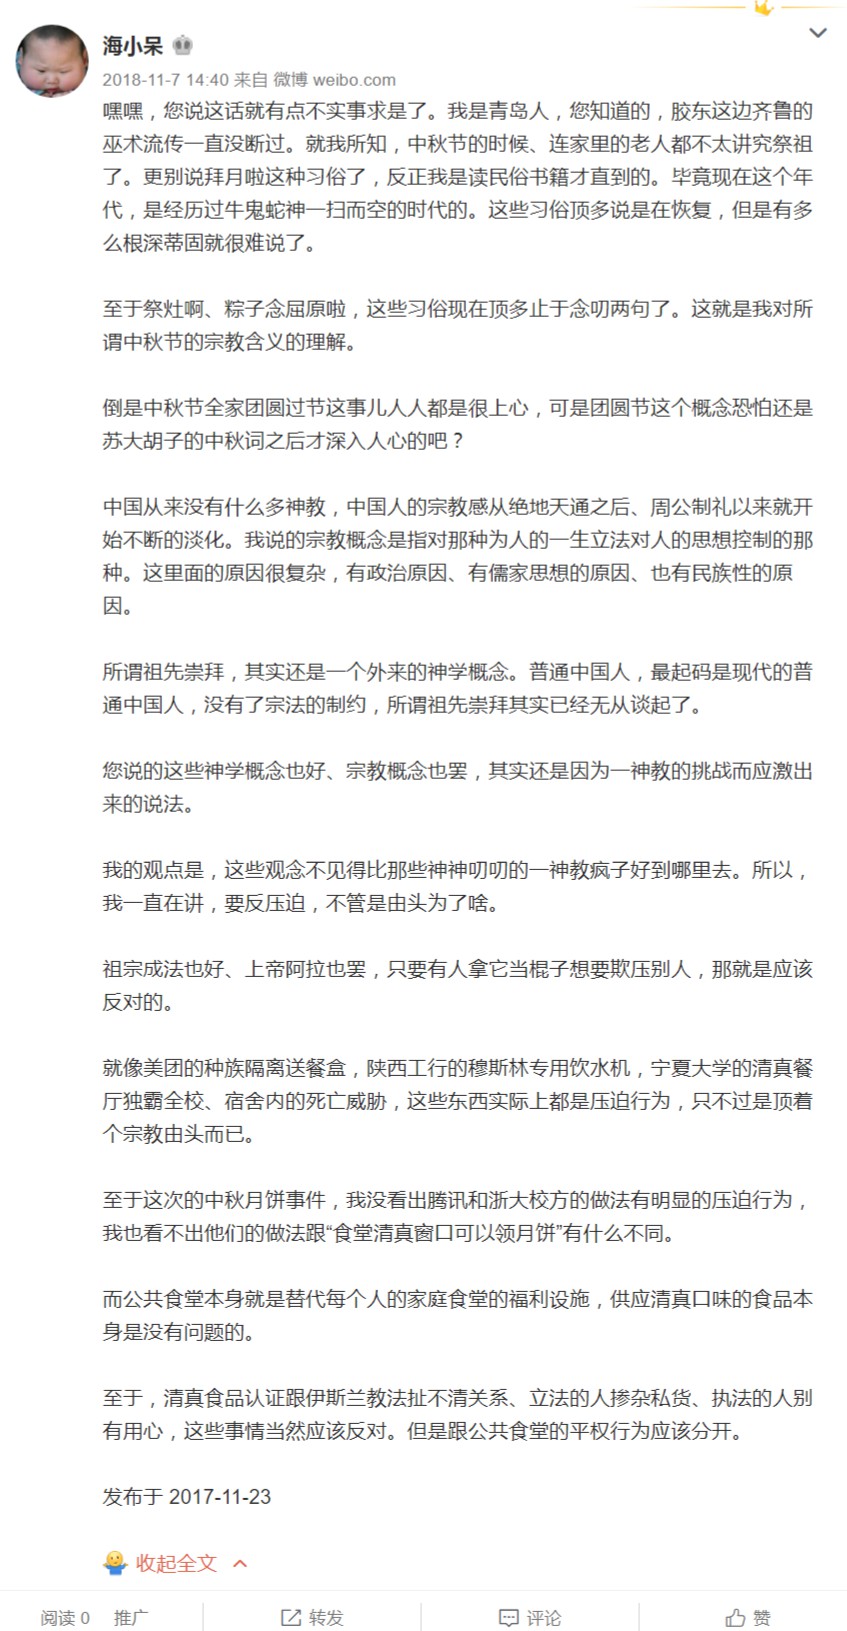 海小呆
2018-11-7 14:40 来自 微博 weibo.com
嘿嘿，您说这话就有点不实事求是了。我是青岛人，您知道的，胶东这边齐鲁的
巫术流传一直没断过。就我所知，中秋节的时候、连家里的老人都不太讲究祭祖
了。更别说拜月啦这种习俗了，反正我是读民俗书籍才直到的。毕竟现在这个年
代，是经历过牛鬼蛇神一扫而空的时代的。这些习俗顶多说是在恢复，但是有多
么根深蒂固就很难说了。
至于祭灶啊、粽子念屈原啦，这些习俗现在顶多止于念叨两句了。这就是我对所
谓中秋节的宗教含义的理解。
倒是中秋节全家团圆过节这事儿人人都是很上心，可是团圆节这个概念恐怕还是
苏大胡子的中秋词之后才深入人心的吧？
中国从来没有什么多神教，中国人的宗教感从绝地天通之后、周公制礼以来就开
始不断的淡化。我说的宗教概念是指对那种为人的一生立法对人的思想控制的那
种。这里面的原因很复杂，有政治原因、有儒家思想的原因、也有民族性的原
因。
所谓祖先崇拜，其实还是一个外来的神学概念。普通中国人，最起码是现代的普
通中国人，没有了宗法的制约，所谓祖先崇拜其实已经无从谈起了。
您说的这些神学概念也好、宗教概念也罢，其实还是因为一神教的挑战而应激出
来的说法。
我的观点是，这些观念不见得比那些神神叨叨的一神教疯子好到哪里去。所以，
我一直在讲，要反压迫，不管是由头为了啥。
祖宗成法也好、上帝阿拉也罢，只要有人拿它当棍子想要欺压别人，那就是应该
反对的。
就像美团的种族隔离送餐盒，陕西工行的穆斯林专用饮水机，宁夏大学的清真餐
厅独霸全校、宿舍内的死亡威胁，这些东西实际上都是压迫行为，只不过是顶着
个宗教由头而已。
至于这次的中秋月饼事件，我没看出腾讯和浙大校方的做法有明显的压迫行为，
我也看不出他们的做法跟“食堂清真窗口可以领月饼”有什么不同。
而公共食堂本身就是替代每个人的家庭食堂的福利设施，供应清真口味的食品本
身是没有问题的。
至于，清真食品认证跟伊斯兰教法扯不清关系、立法的人掺杂私货、执法的人别
有用心，这些事情当然应该反对。但是跟公共食堂的平权行为应该分开。
发布于 2017-11-23
收起全文
阅读 0 推广 转发 评论 赞